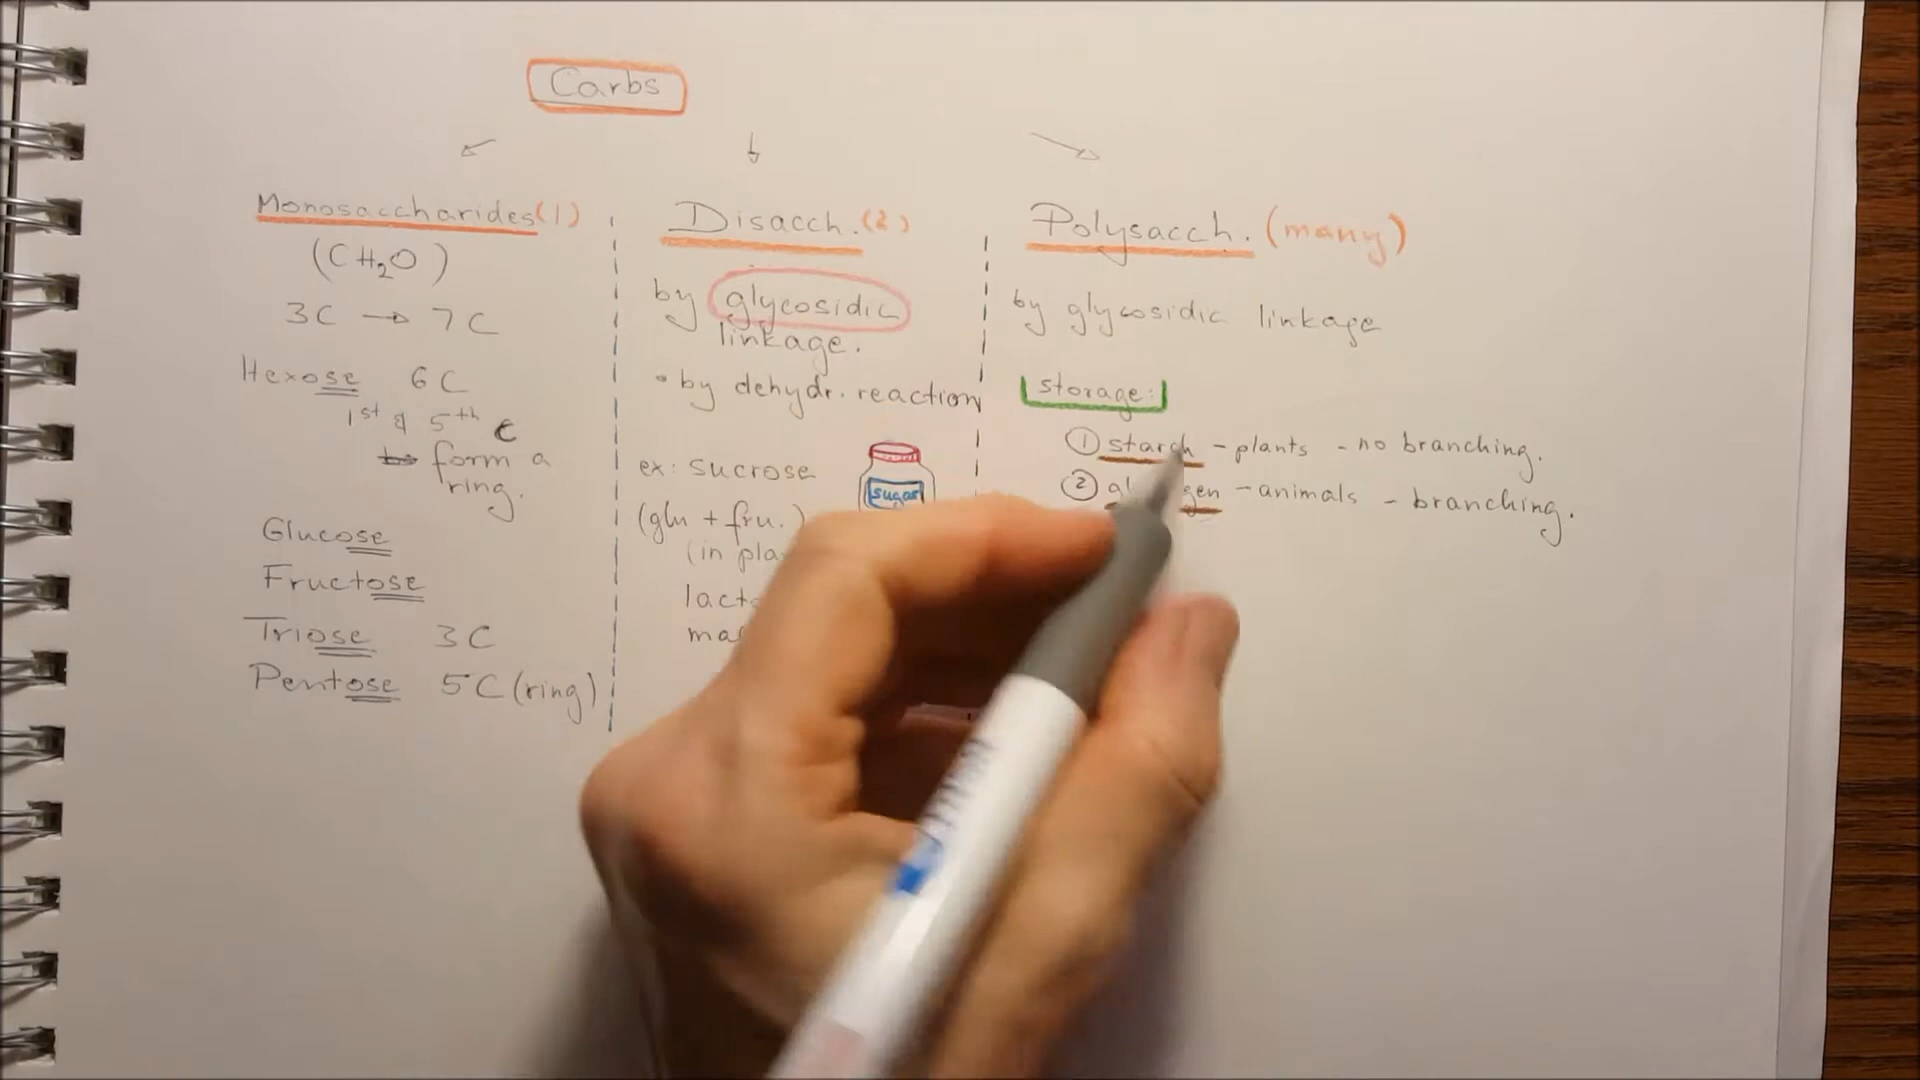 Carbs
Monosaccharides (1)
(CH₂O)
3C → 7C
Hexose 6C
1st & 5th C
form a
ring.
Glucose
Fructose
Triose 3C
Pentose 5C (ring)
Disacch. (2)
by glycosidic
linkage.
• by dehydr. reaction
ex: sucrose
sugar
(glu + fru.)
(in
Polysacch. (many)
by glycosidic linkage
storage:
① starch - plants - no branching.
② - animals - branching.